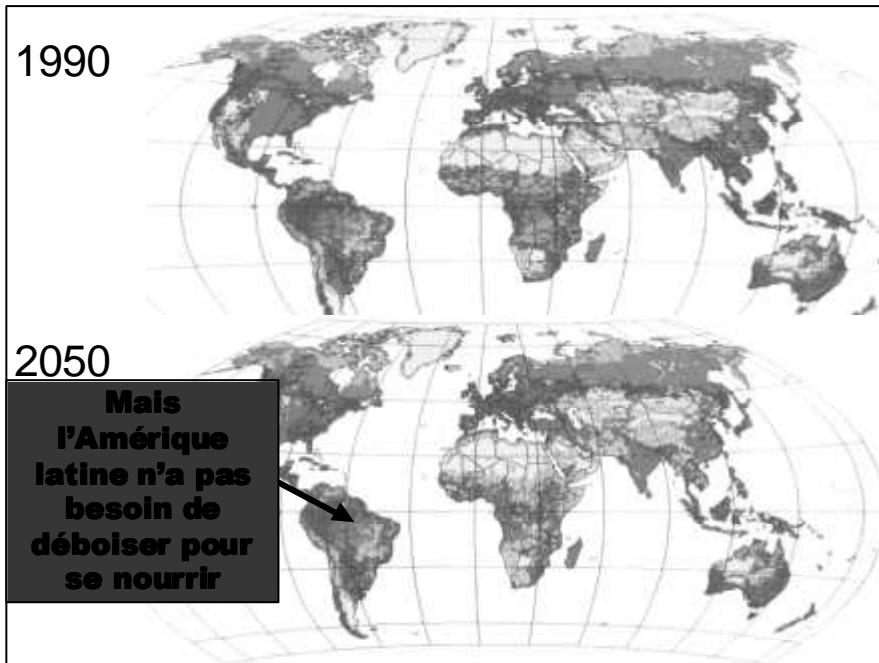 1990
2050
Mais
l'Amérique
latine n'a pas
besoin de
déboiser pour
se nourrir